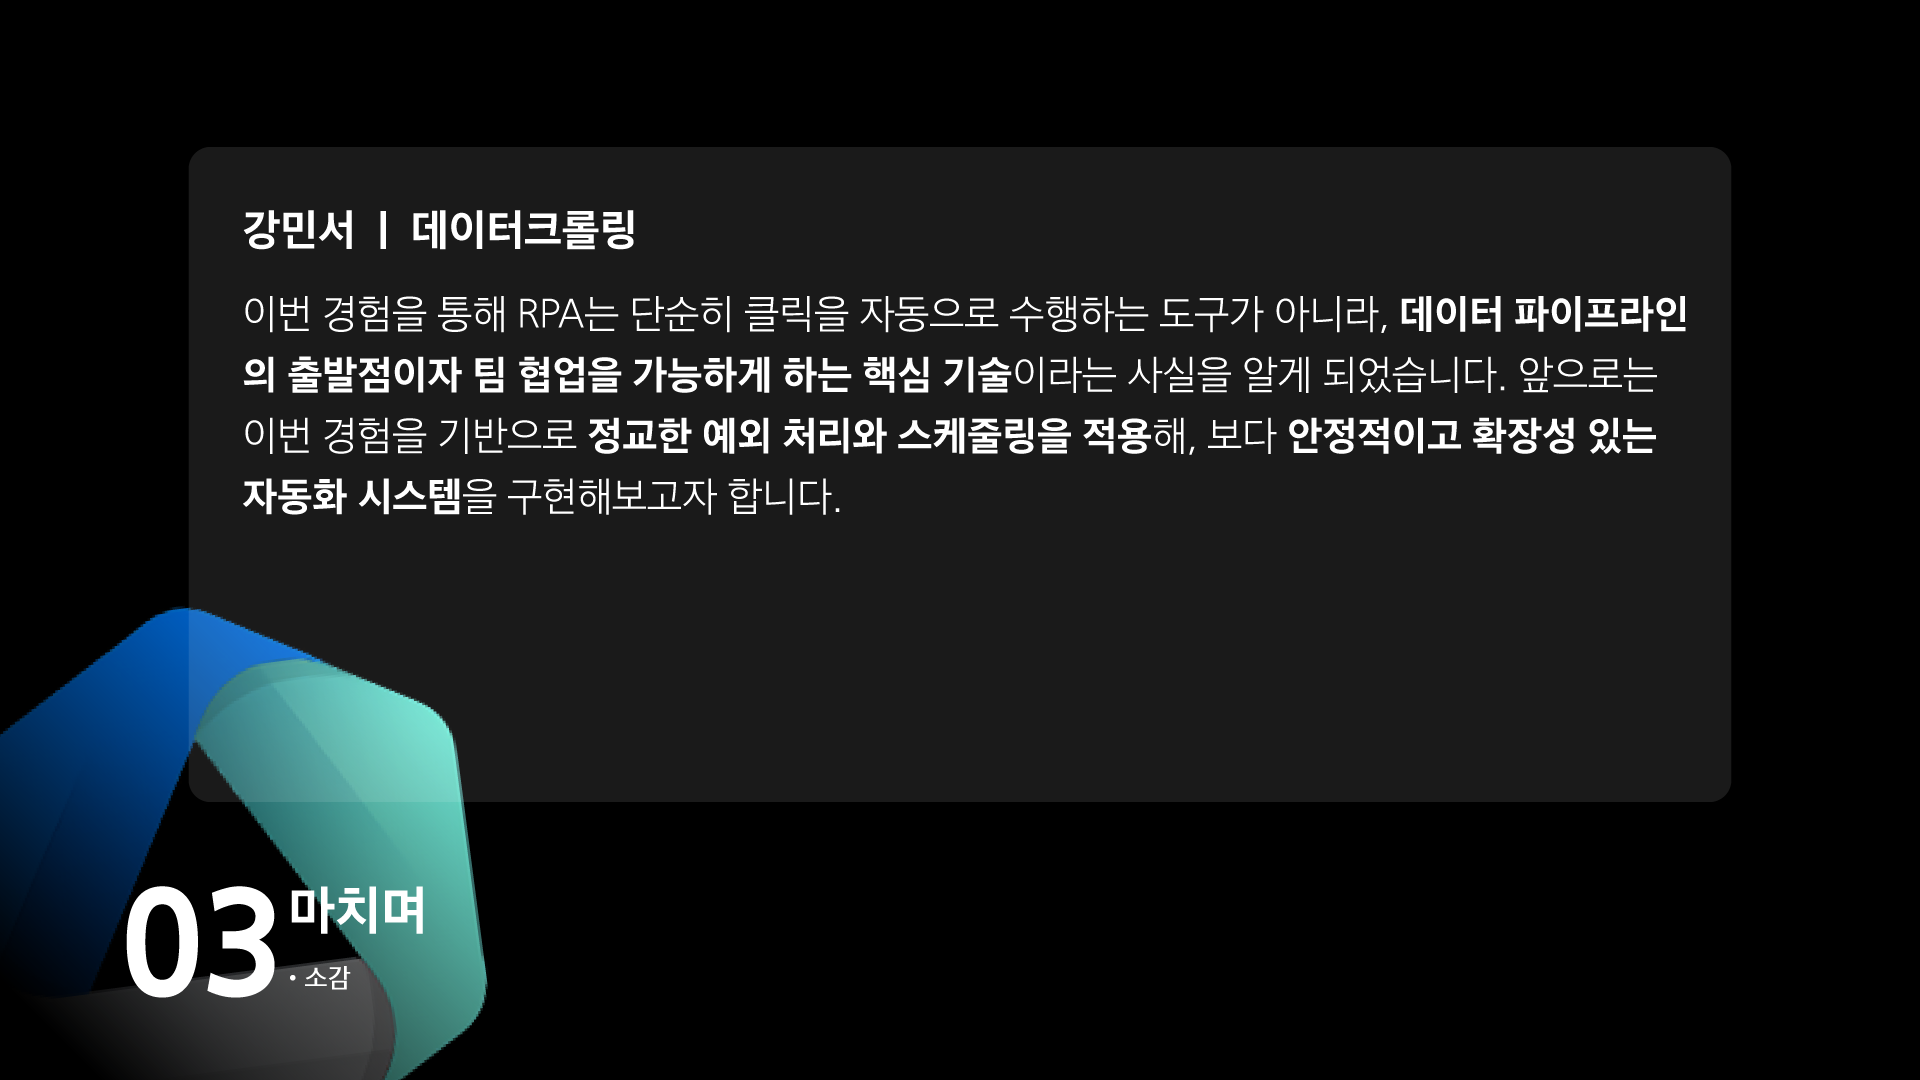 강민서 | 데이터크롤링
이번 경험을 통해 RPA는 단순히 클릭을 자동으로 수행하는 도구가 아니라, 데이터 파이프라인
의 출발점이자 팀 협업을 가능하게 하는 핵심 기술이라는 사실을 알게 되었습니다. 앞으로는
이번 경험을 기반으로 정교한 예외 처리와 스케줄링을 적용해, 보다 안정적이고 확장성 있는
자동화 시스템을 구현해보고자 합니다.
03 마치며
• 소감